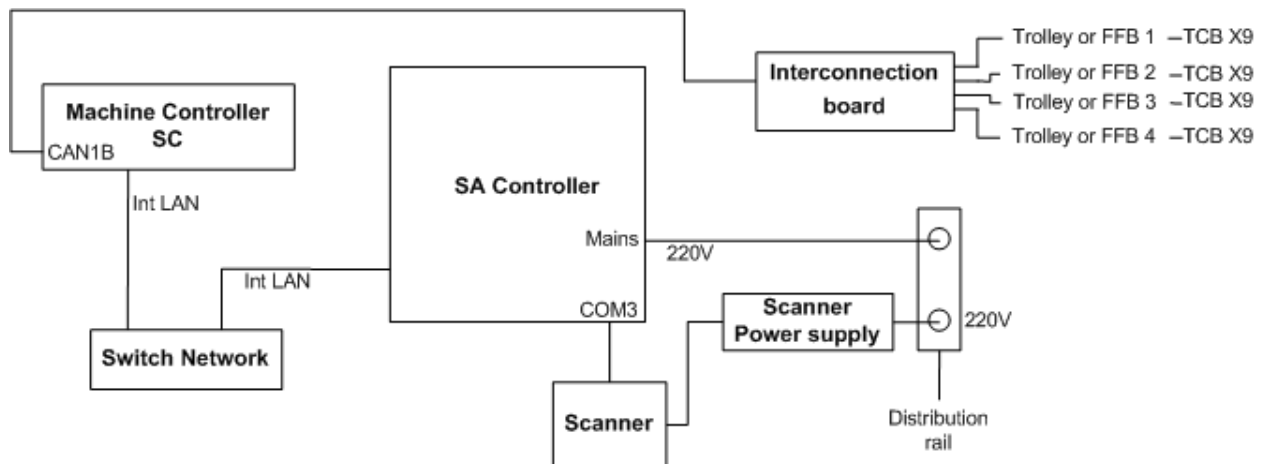 Trolley or FFB 1 –TCB X9
Interconnection
board
Trolley or FFB 2 –TCB X9
Trolley or FFB 3 –TCB X9
Trolley or FFB 4 –TCB X9
Machine Controller
SC
CAN1B
Int LAN
SA Controller
Mains
220V
Int LAN
COM3
Scanner
Power supply
220V
Switch Network
Scanner
Distribution
rail